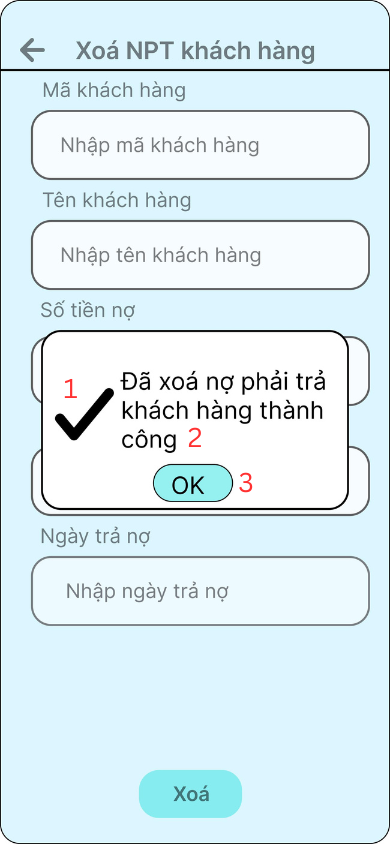 Xoá NPT khách hàng
Mã khách hàng
Nhập mã khách hàng
Tên khách hàng
Nhập tên khách hàng
Số tiền nợ
1
Đã xoá nợ phải trả
khách hàng thành
công 2
OK 3
Ngày trả nợ
Nhập ngày trả nợ
Xoá